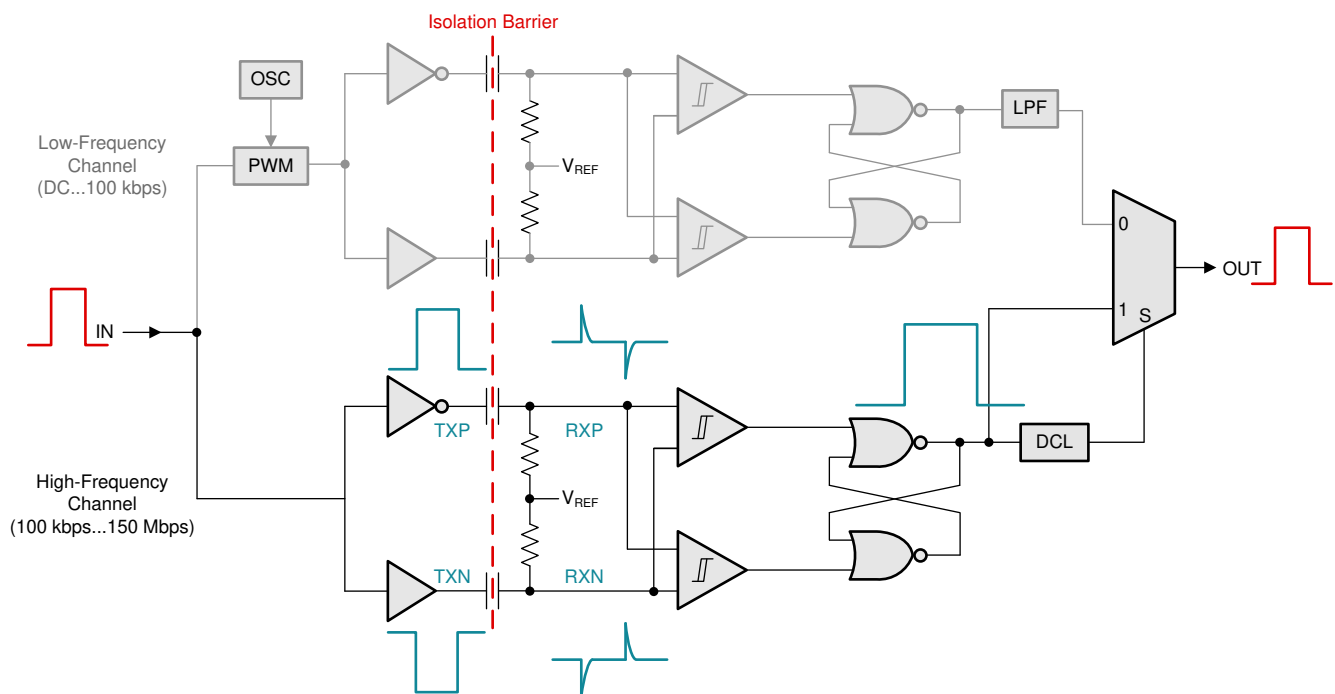 Isolation Barrier
OSC
Low-Frequency
Channel
(DC...100 kbps)
PWM
VREF
LPF
0
OUT
IN
1
S
TXP
RXP
DCL
High-Frequency
Channel
(100 kbps...150 Mbps)
VREF
TXN
RXN